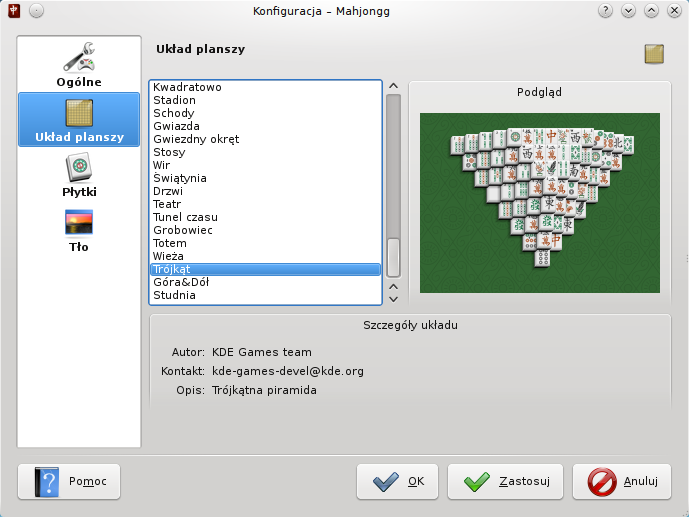 Konfiguracja – Mahjongg
Ogólne
Układ planszy
Płytki
Tło
Układ planszy
Kwadratowo
Stadion
Schody
Gwiazda
Gwiezdny okręt
Stosy
Wir
Świątynia
Drzwi
Teatr
Tunel czasu
Grobowiec
Totem
Wieża
Trójkąt
Góra&Dół
Studnia
Podgląd
Szczegóły układu
Autor: KDE Games team
Kontakt: kde-games-devel@kde.org
Opis: Trójkątna piramida
Pomoc
OK
Zastosuj
Anuluj